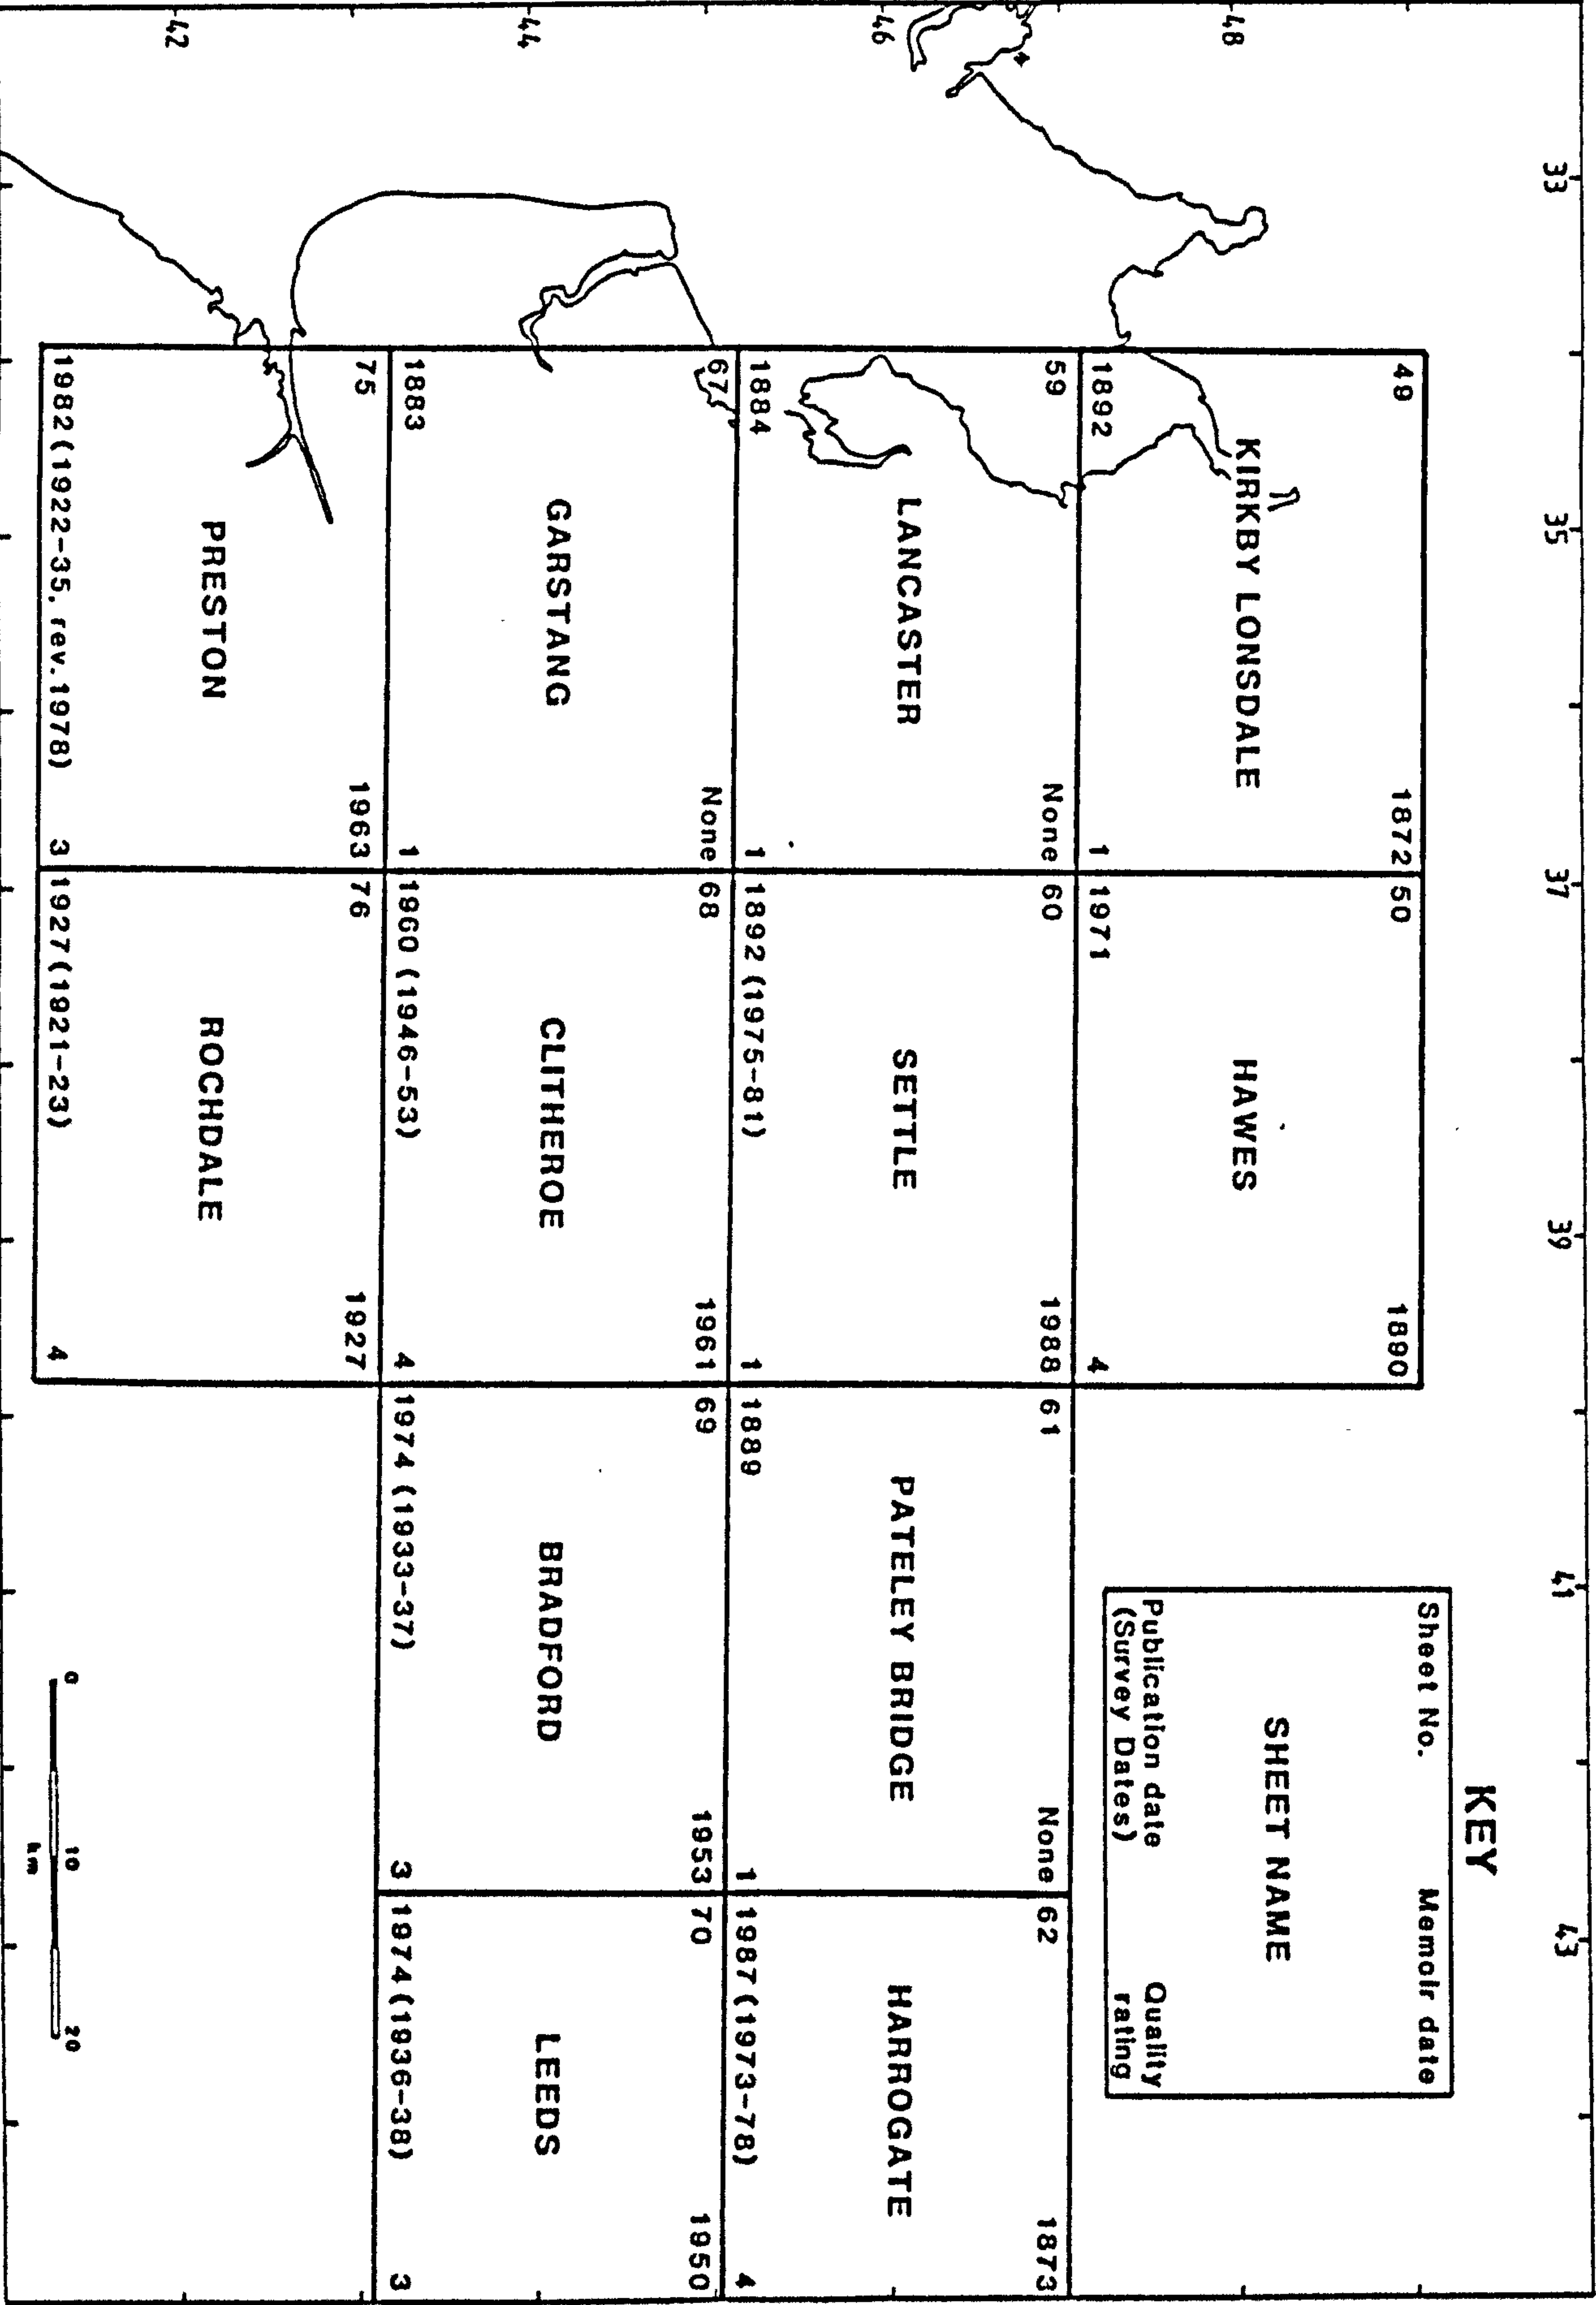 33 35 37 39 41 43
KEY
Sheet No. Memoir date
SHEET NAME
Publication date Quality
(Survey Dates) rating
48
49 1872
KIRKBY LONSDALE
1892 1
50 1890
HAWES
1971 4
46
59 None
LANCASTER
1884 1
60 1988
SETTLE
1892 (1975-81) 1
61 None
PATELEY BRIDGE
1889 1
62 1873
HARROGATE
1987 (1973-78) 4
44
67 None
GARSTANG
1883 1
68 1961
CLITHEROE
1960 (1946-53) 4
69 1953
BRADFORD
1974 (1933-37) 3
70 1950
LEEDS
1974 (1936-38) 3
42
75 1963
PRESTON
1982 (1922-35, rev. 1978) 3
76 1927
ROCHDALE
1927 (1921-23) 4
0 10 20
km